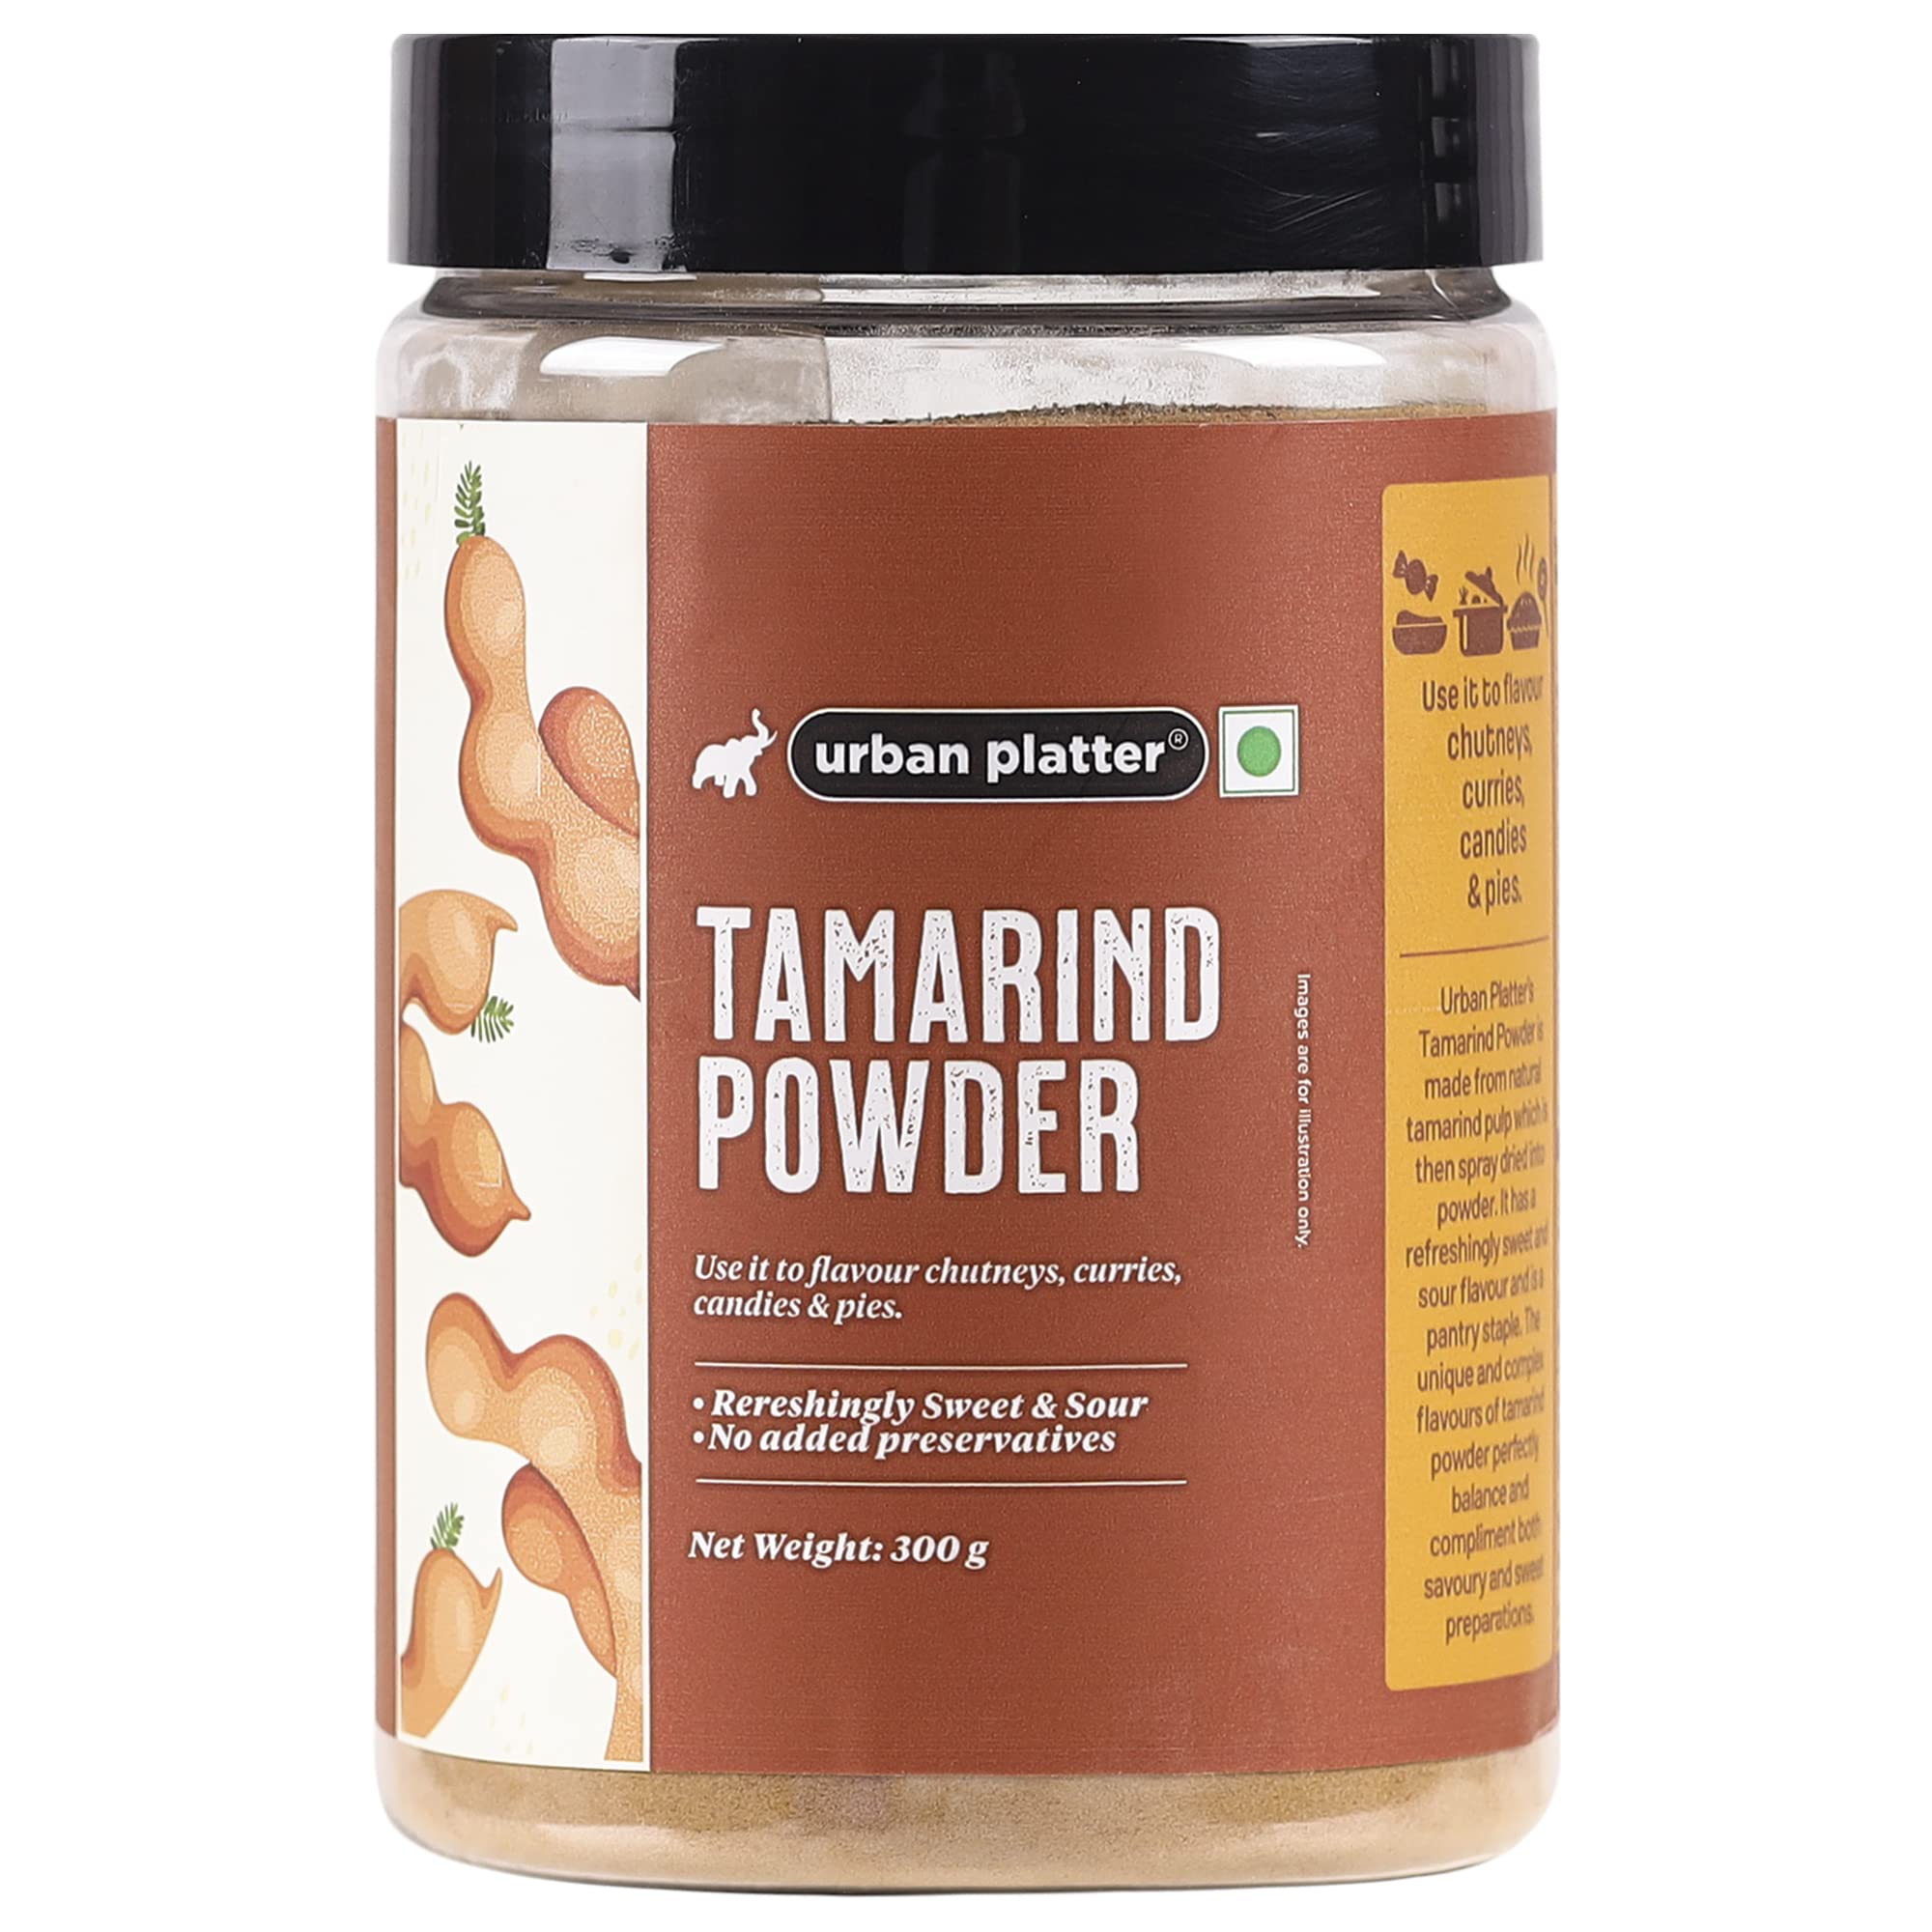 urban platter®
TAMARIND
POWDER
Use it to flavour chutneys, curries,
candies & pies.
• Rereshingly Sweet & Sour
• No added preservatives
Net Weight: 300 g
Images are for illustration only.
Use it to flavour
chutneys,
curries,
candies
& pies.
Urban Platter's
Tamarind Powder is
made from natural
tamarind pulp which is
then spray dried into
powder. It has a
refreshingly sweet and
sour flavour and is a
pantry staple. The
unique and complex
flavours of tamarind
powder perfectly
balance and
compliment both
savoury and sweet
preparations.